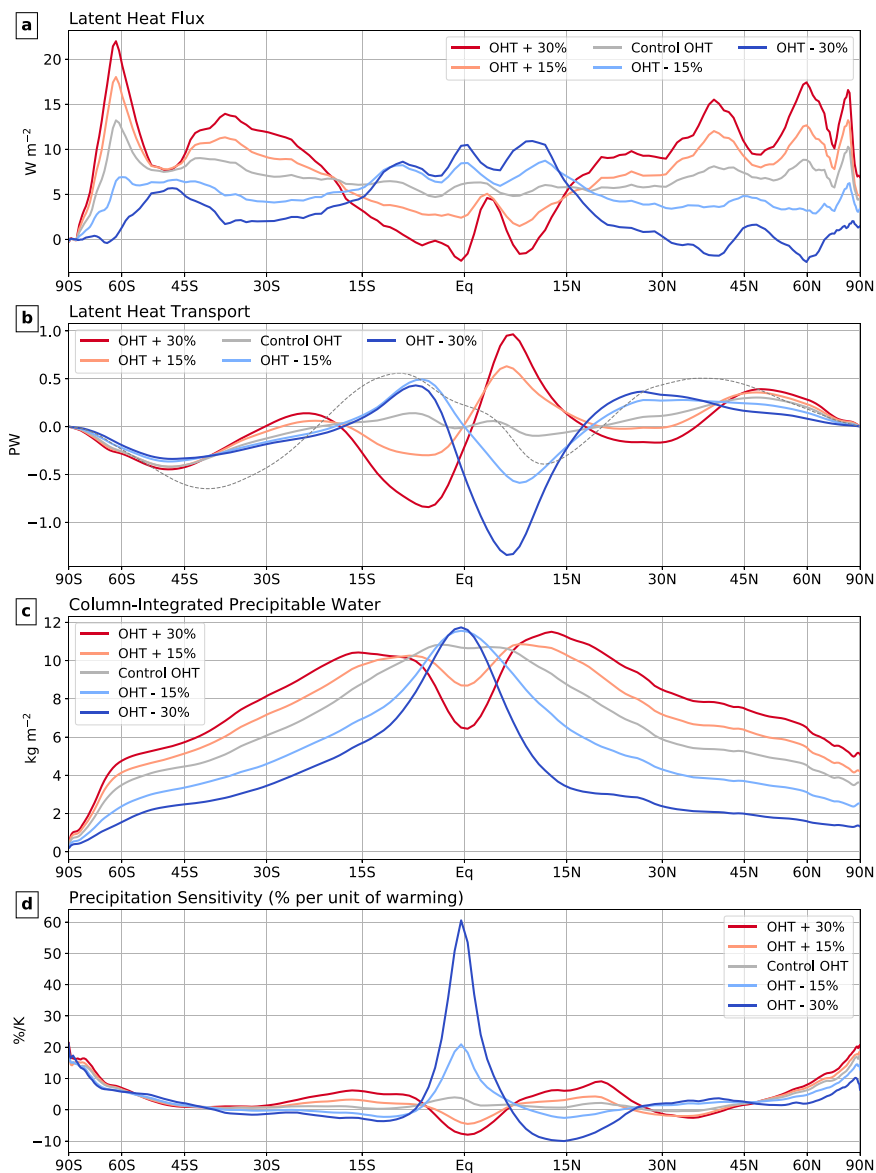 a
Latent Heat Flux
OHT + 30%
Control OHT
OHT - 30%
OHT + 15%
OHT - 15%
W m⁻²
20
15
10
5
0
90S 60S 45S 30S 15S Eq 15N 30N 45N 60N 90N
b
Latent Heat Transport
OHT + 30%
Control OHT
OHT - 30%
OHT + 15%
OHT - 15%
PW
1.0
0.5
0.0
−0.5
−1.0
90S 60S 45S 30S 15S Eq 15N 30N 45N 60N 90N
c
Column-Integrated Precipitable Water
OHT + 30%
OHT + 15%
Control OHT
OHT - 15%
OHT - 30%
kg m⁻²
12
10
8
6
4
2
0
90S 60S 45S 30S 15S Eq 15N 30N 45N 60N 90N
d
Precipitation Sensitivity (% per unit of warming)
OHT + 30%
OHT + 15%
Control OHT
OHT - 15%
OHT - 30%
%/K
60
50
40
30
20
10
0
−10
90S 60S 45S 30S 15S Eq 15N 30N 45N 60N 90N